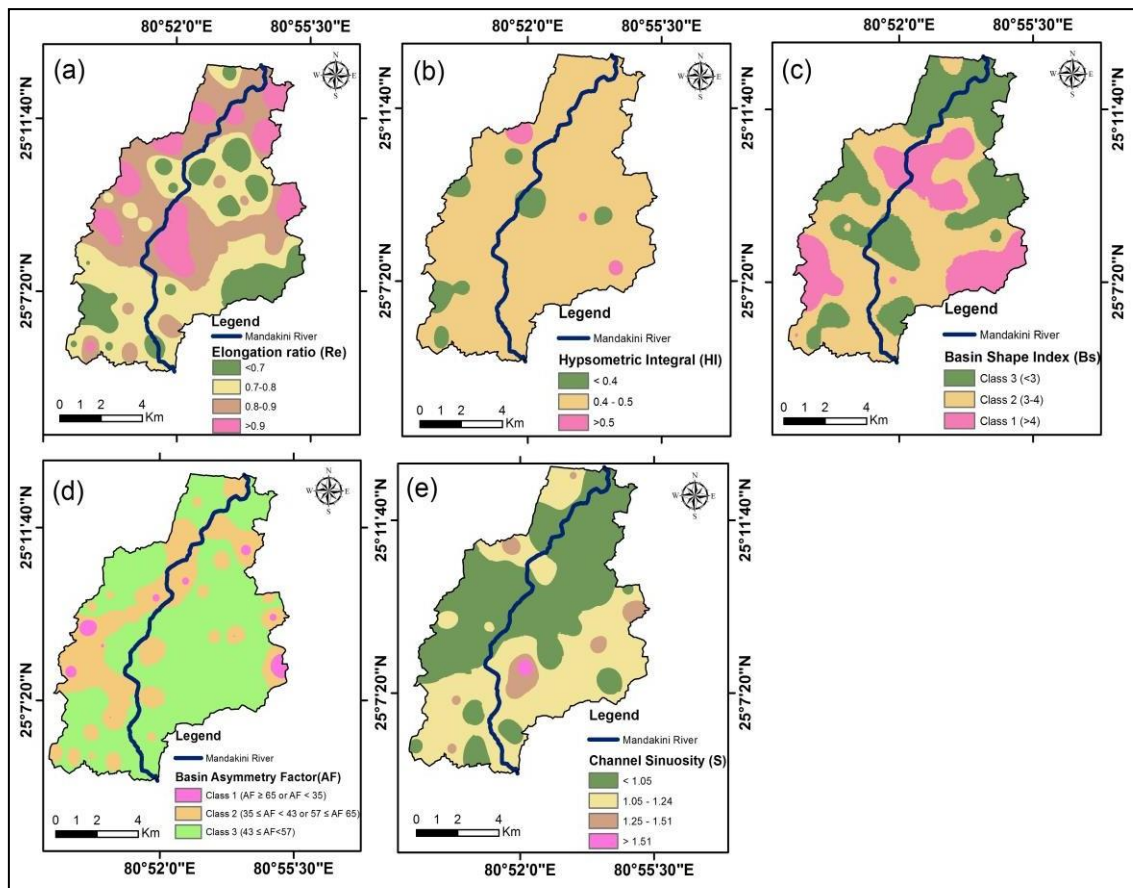 80°52'0"E 80°55'30"E
(a)
N
W E
S
25°11'40"N
25°7'20"N
Legend
Mandakini River
Elongation ratio (Re)
<0.7
0.7-0.8
0.8-0.9
>0.9
0 2 4
Km
80°52'0"E 80°55'30"E
(b)
N
W E
S
25°11'40"N
25°7'20"N
Legend
Mandakini River
Hypsometric Integral (HI)
< 0.4
0.4 - 0.5
>0.5
0 2 4
Km
80°52'0"E 80°55'30"E
(c)
N
W E
S
25°11'40"N
25°7'20"N
Legend
Mandakini River
Basin Shape Index (Bs)
Class 3 (<3)
Class 2 (3-4)
Class 1 (>4)
0 2 4
Km
(d)
N
W E
S
25°11'40"N
25°7'20"N
Legend
Mandakini River
Basin Asymmetry Factor(AF)
Class 1 (AF ≥ 65 or AF < 35)
Class 2 (35 ≤ AF < 43 or 57 ≤ AF 65)
Class 3 (43 ≤ AF<57)
0 2 4
Km
80°52'0"E 80°55'30"E
(e)
N
W E
S
25°11'40"N
25°7'20"N
Legend
Mandakini River
Channel Sinuosity (S)
< 1.05
1.05 - 1.24
1.25 - 1.51
> 1.51
0 2 4
Km
80°52'0"E 80°55'30"E